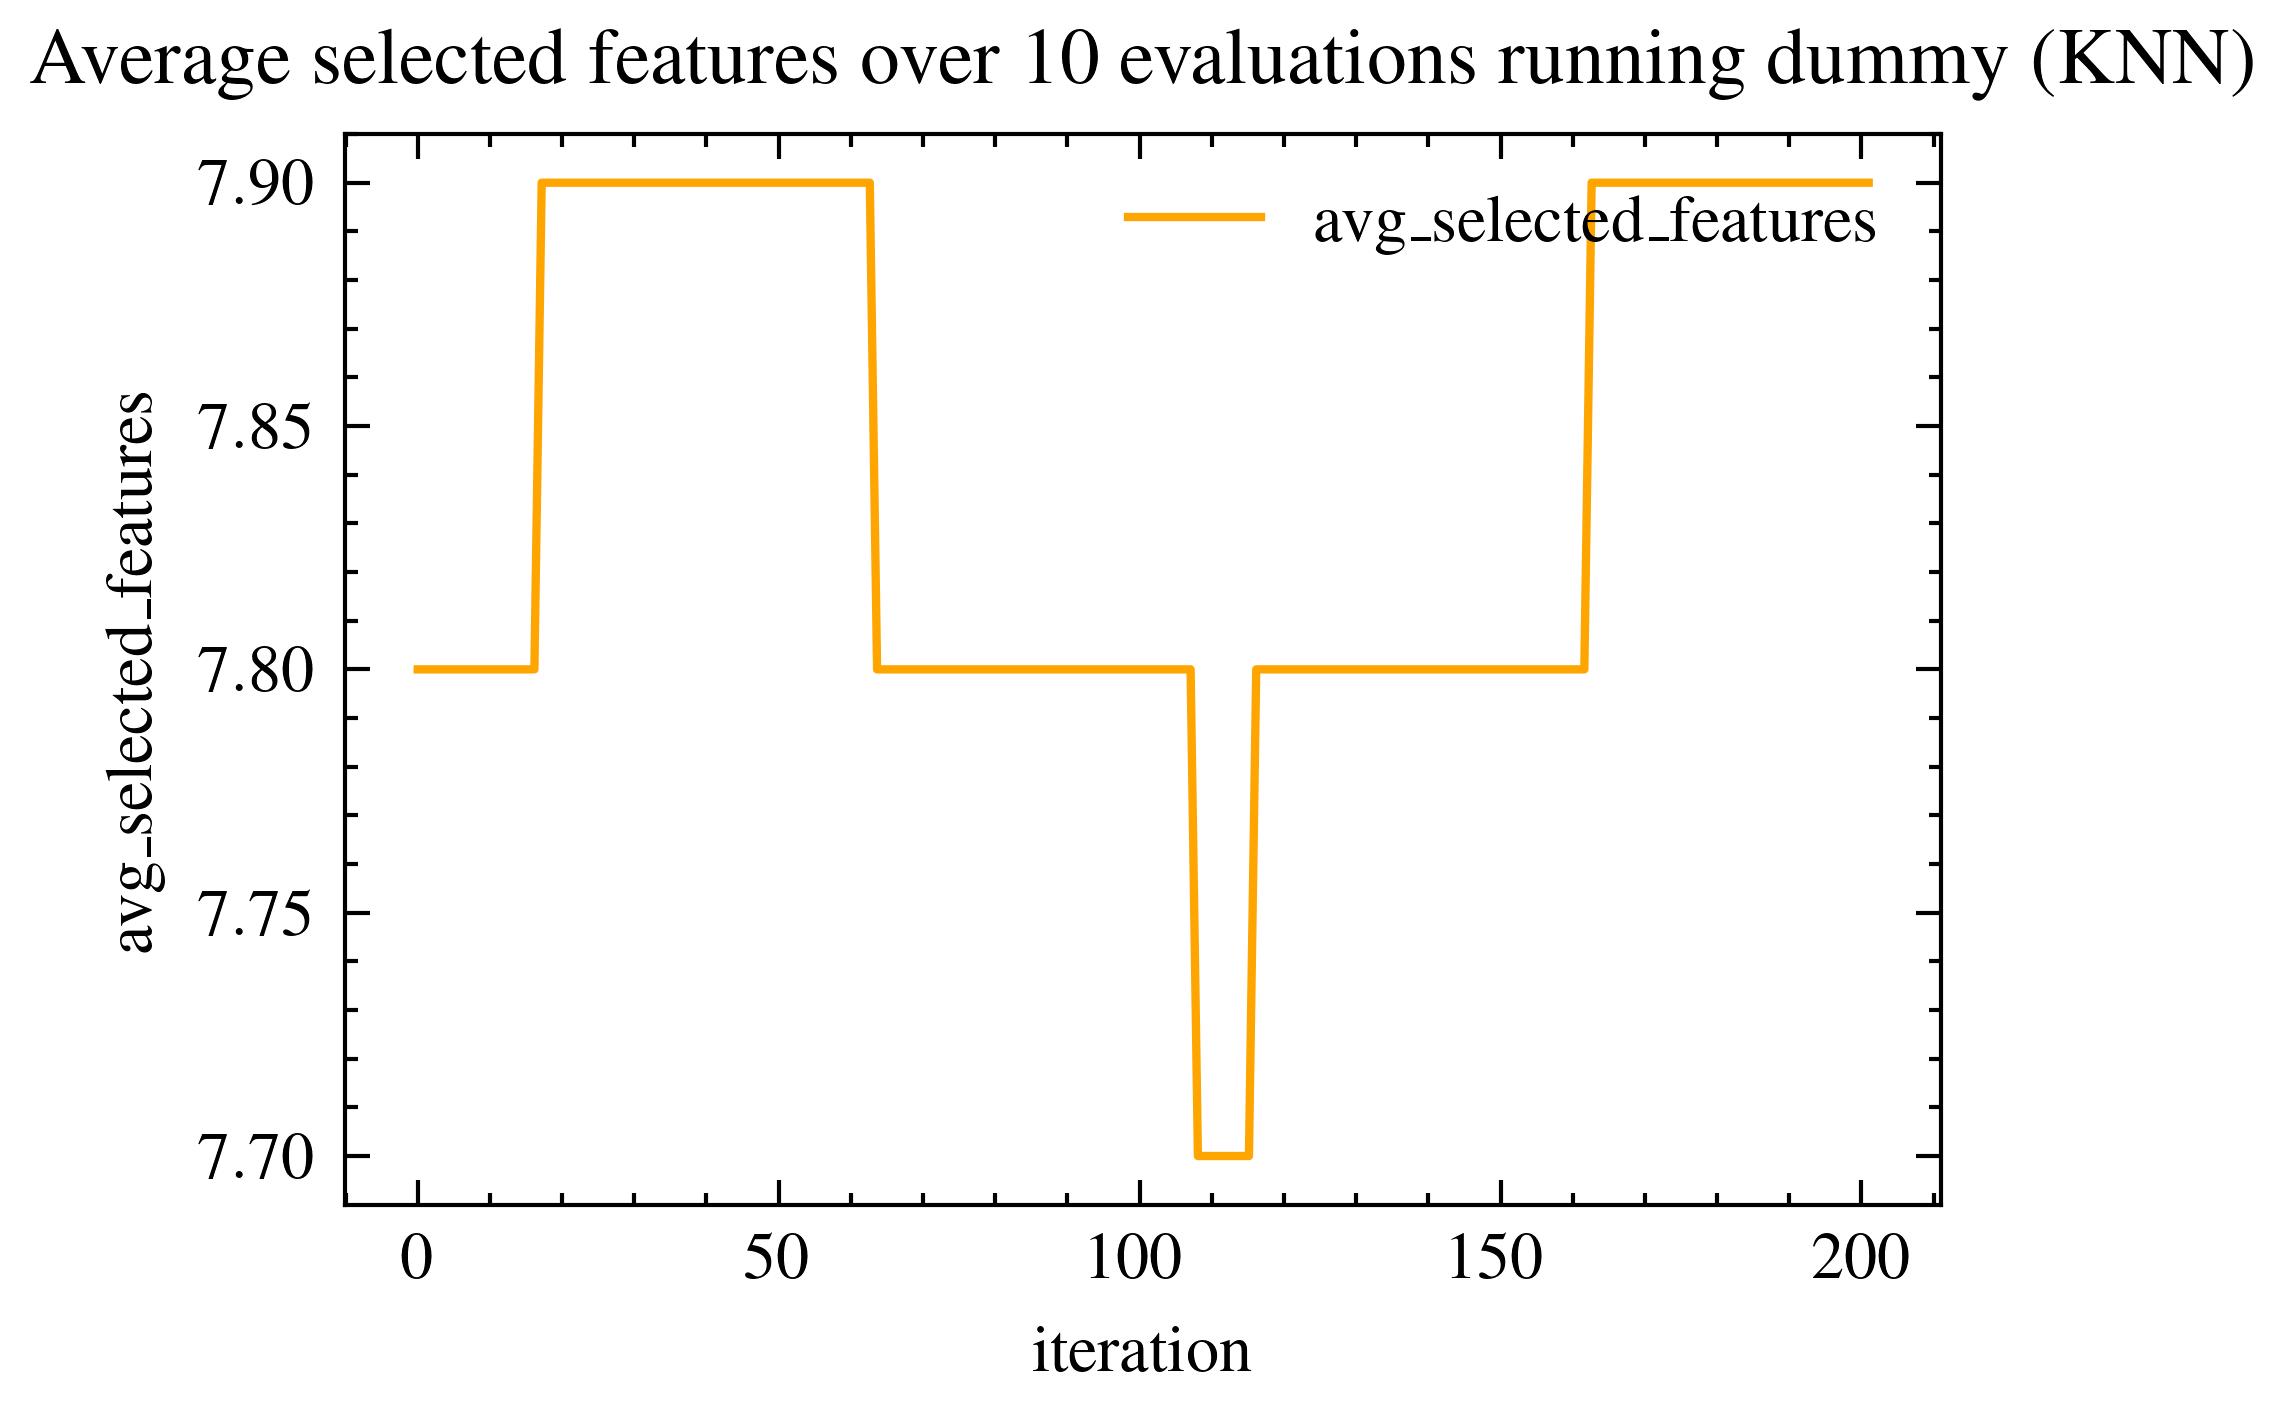 Average selected features over 10 evaluations running dummy (KNN)
avg_selected_features
7.90
7.85
7.80
7.75
7.70
avg_selected_features
0 50 100 150 200
iteration